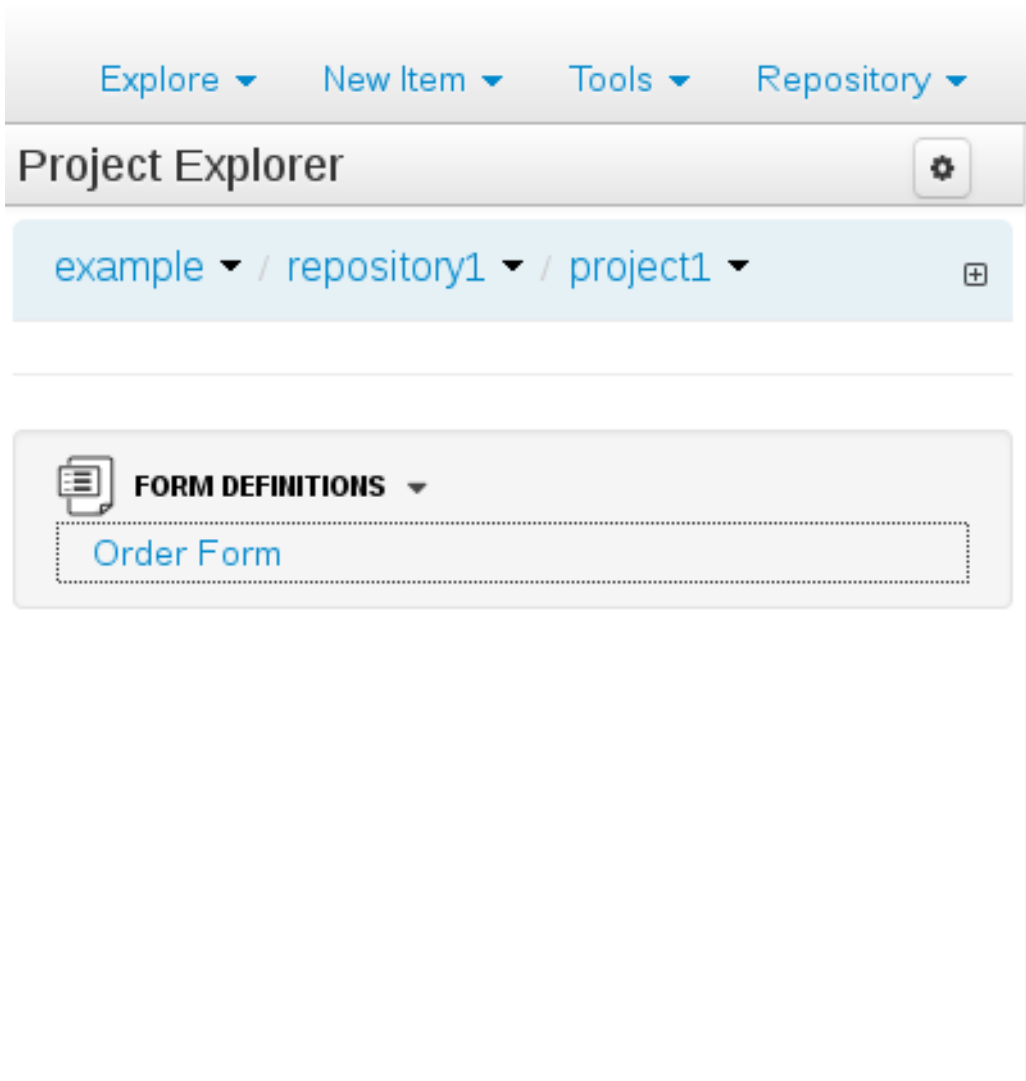 Explore New Item Tools Repository
Project Explorer
example / repository1 / project1
FORM DEFINITIONS
Order Form